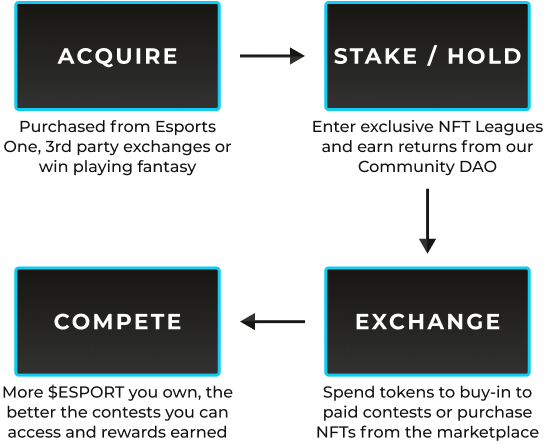 ACQUIRE
Purchased from Esports
One, 3rd party exchanges or
win playing fantasy
STAKE / HOLD
Enter exclusive NFT Leagues
and earn returns from our
Community DAO
EXCHANGE
Spend tokens to buy-in to
paid contests or purchase
NFTs from the marketplace
COMPETE
More $ESPORT you own, the
better the contests you can
access and rewards earned